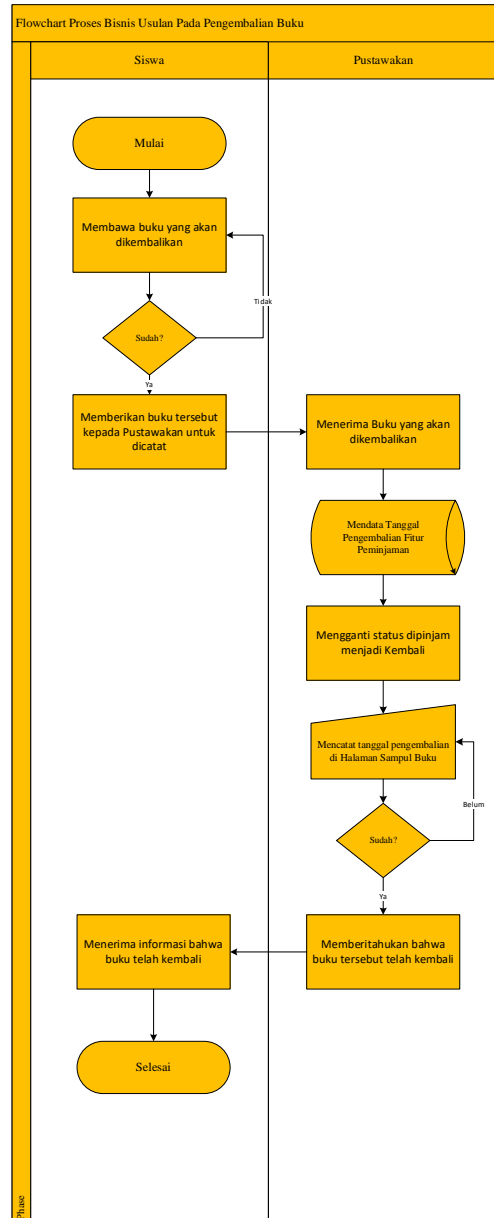 Flowchart Proses Bisnis Usulan Pada Pengembalian Buku
Siswa
Pustawakan
Mulai
Membawa buku yang akan
dikembalikan
Tidak
Sudah?
Ya
Memberikan buku tersebut
kepada Pustawakan untuk
dicatat
Menerima Buku yang akan
dikembalikan
Mendata Tanggal
Pengembalian Fitur
Peminjaman
Mengganti status dipinjam
menjadi Kembali
Mencatat tanggal pengembalian
di Halaman Sampul Buku
Belum
Sudah?
Ya
Menerima informasi bahwa
buku telah kembali
Memberitahukan bahwa
buku tersebut telah kembali
Selesai
Phase